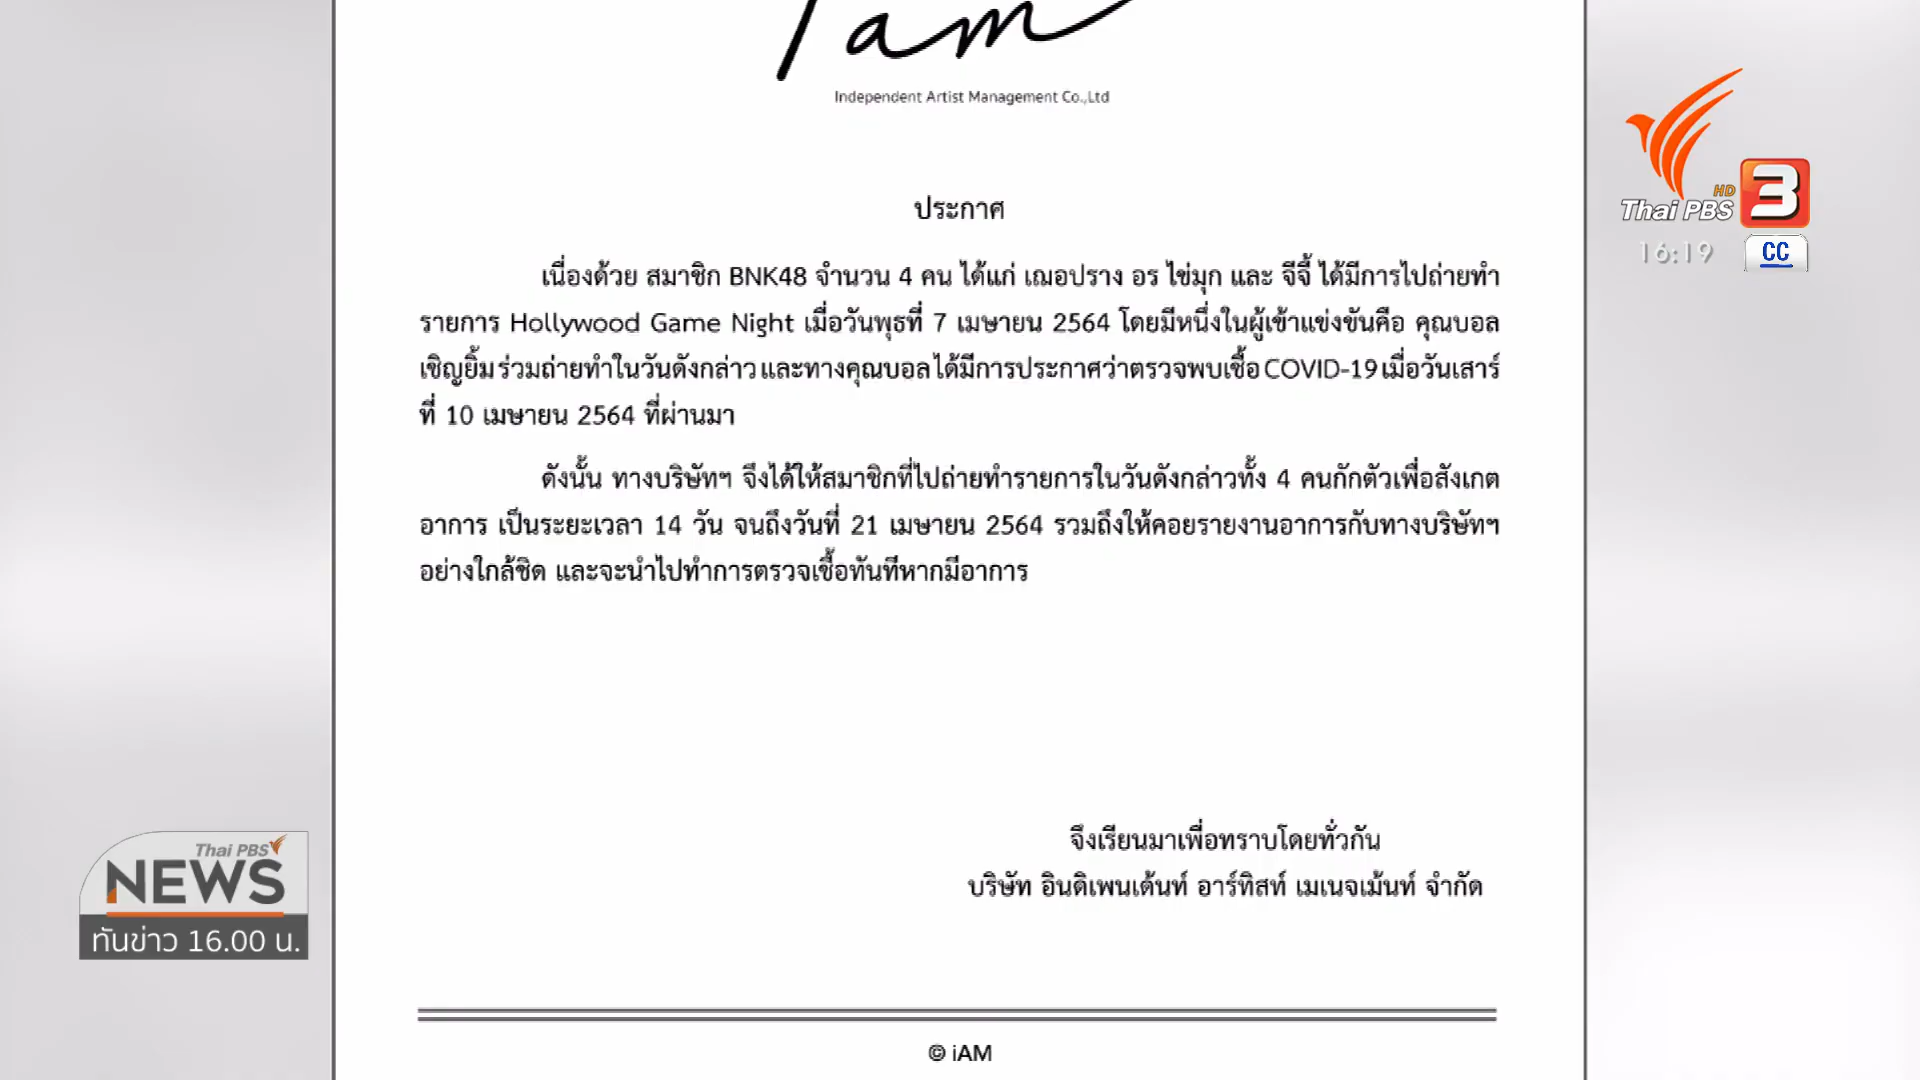 iam
Independent Artist Management Co.,Ltd
ประกาศ
เนื่องด้วย สมาชิก BNK48 จำนวน 4 คน ได้แก่ เฌอปราง อร ไข่มุก และ จีจี้ ได้มีการไปถ่ายทำ
รายการ Hollywood Game Night เมื่อวันพุธที่ 7 เมษายน 2564 โดยมีหนึ่งในผู้เข้าแข่งขันคือ คุณบอล
เชิญยิ้ม ร่วมถ่ายทำในวันดังกล่าว และทางคุณบอล ได้มีการประกาศว่าตรวจพบเชื้อ COVID-19 เมื่อวันเสาร์
ที่ 10 เมษายน 2564 ที่ผ่านมา
ดังนั้น ทางบริษัทฯ จึงได้ให้สมาชิกที่ไปถ่ายทำรายการในวันดังกล่าวทั้ง 4 คนกักตัวเพื่อสังเกต
อาการ เป็นระยะเวลา 14 วัน จนถึงวันที่ 21 เมษายน 2564 รวมถึงให้คอยรายงานอาการกับทางบริษัทฯ
อย่างใกล้ชิด และจะนำไปทำการตรวจเชื้อทันทีหากมีอาการ
จึงเรียนมาเพื่อทราบโดยทั่วกัน
บริษัท อินดิเพนเด้นท์ อาร์ทิสท์ เมเนจเม้นท์ จำกัด
© iAM
Thai PBS HD 3
16:19 CC
Thai PBS
NEWS
ทันข่าว 16.00 น.